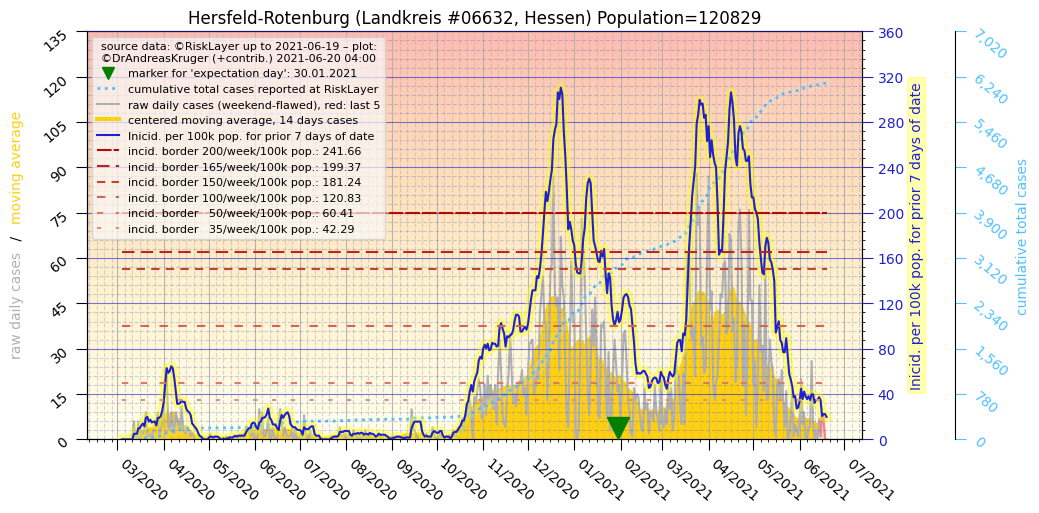 Hersfeld-Rotenburg (Landkreis #06632, Hessen) Population=120829
source data: ©RiskLayer up to 2021-06-19 – plot:
©DrAndreasKruger (+contrib.) 2021-06-20 04:00
marker for 'expectation day': 30.01.2021
cumulative total cases reported at RiskLayer
raw daily cases (weekend-flawed), red: last 5
centered moving average, 14 days cases
Inicid. per 100k pop. for prior 7 days of date
incid. border 200/week/100k pop.: 241.66
incid. border 165/week/100k pop.: 199.37
incid. border 150/week/100k pop.: 181.24
incid. border 100/week/100k pop.: 120.83
incid. border   50/week/100k pop.: 60.41
incid. border   35/week/100k pop.: 42.29
raw daily cases / moving average
135
120
105
90
75
60
45
30
15
0
360
320
280
240
200
160
120
80
40
0
Inicid. per 100k pop. for prior 7 days of date
7,020
6,240
5,460
4,680
3,900
3,120
2,340
1,560
780
0
cumulative total cases
03/2020
04/2020
05/2020
06/2020
07/2020
08/2020
09/2020
10/2020
11/2020
12/2020
01/2021
02/2021
03/2021
04/2021
05/2021
06/2021
07/2021